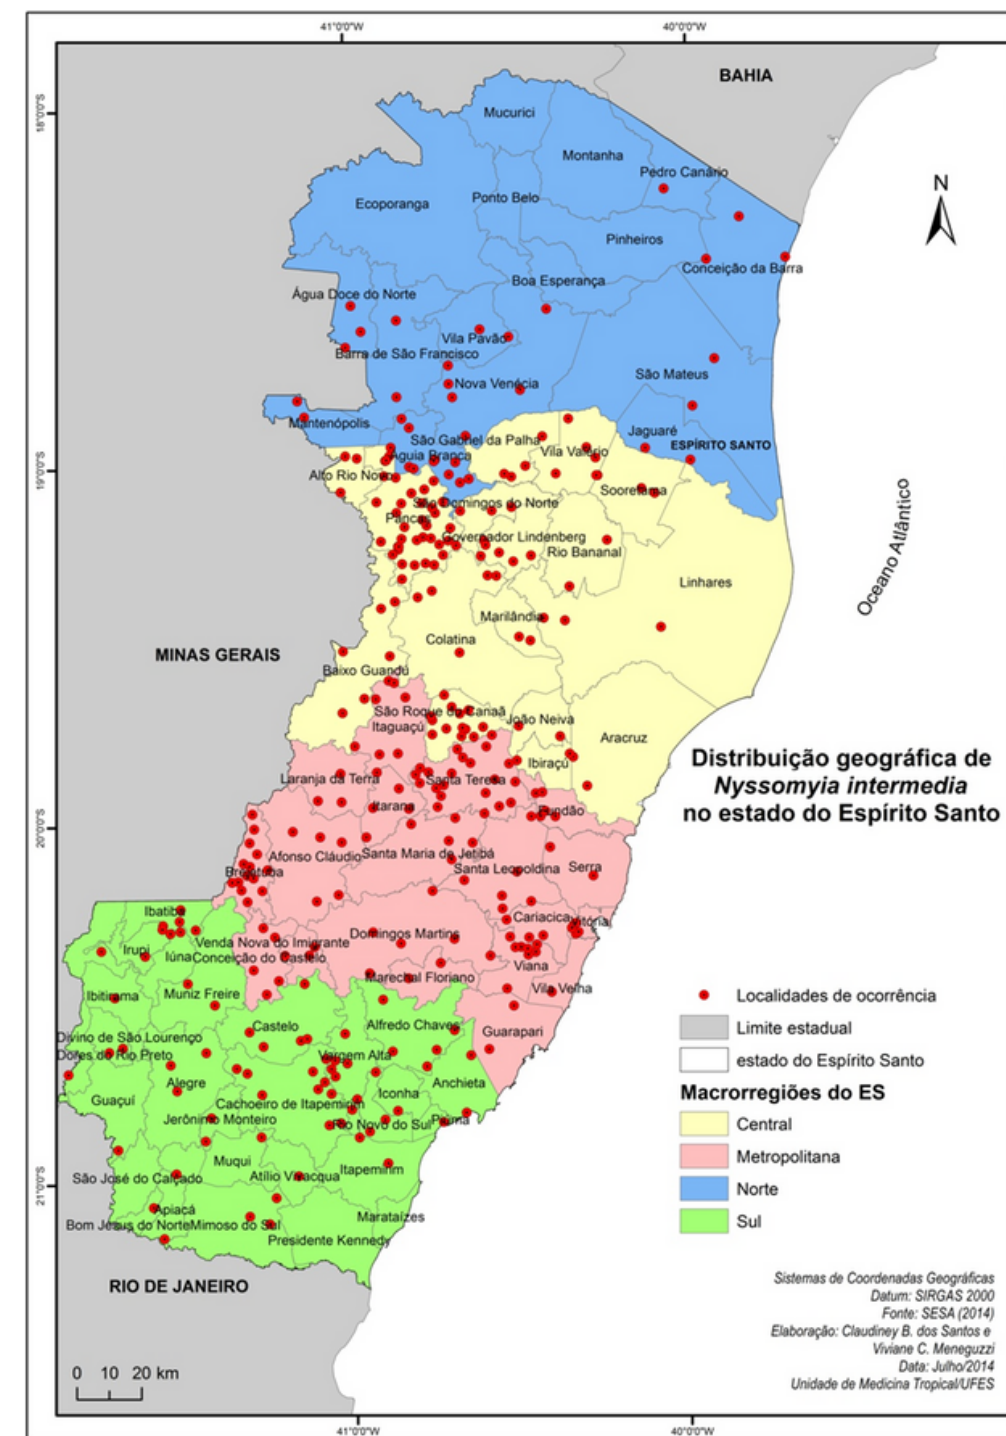 41°0'0"W
40°0'0"W
18°0'0"S
BAHIA
Mucurici
Montanha
Pedro Canário
N
Ecoporanga
Ponto Belo
Pinheiros
Conceição da Barra
Boa Esperança
Água Doce do Norte
Vila Pavão
Barra de São Francisco
São Mateus
Nova Venécia
Mantenópolis
Jaguaré
ESPÍRITO SANTO
São Gabriel da Palha
Vila Valério
Águia Branca
19°0'0"S
Alto Rio Novo
Sooretama
São Domingos do Norte
Pancas
Governador Lindenberg
Rio Bananal
Linhares
Oceano Atlântico
Marilândia
Colatina
MINAS GERAIS
Baixo Guandú
São Roque do Canaã
João Neiva
Itaguaçú
Aracruz
Ibiraçú
Distribuição geográfica de
Nyssomyia intermedia
no estado do Espírito Santo
Laranja da Terra
Santa Teresa
Itarana
Fundão
20°0'0"S
Afonso Cláudio
Santa Maria de Jetibá
Santa Leopoldina
Serra
Brejetuba
Ibatiba
Cariacica
Vitória
Domingos Martins
Venda Nova do Imigrante
Irupi
Iúna
Conceição do Castelo
Viana
Marechal Floriano
Vila Velha
Ibitirama
Muniz Freire
Localidades de ocorrência
Limite estadual
estado do Espírito Santo
Castelo
Alfredo Chaves
Guarapari
Divino de São Lourenço
Dores do Rio Preto
Vargem Alta
Alegre
Anchieta
Iconha
Guaçuí
Cachoeiro de Itapemirim
Macrorregiões do ES
Central
Metropolitana
Norte
Sul
Jerônimo Monteiro
Rio Novo do Sul
Piúma
Muqui
Itapemirim
São José do Calçado
Atílio Vivacqua
21°0'0"S
Apiacá
Marataízes
Bom Jesus do Norte
Mimoso do Sul
Presidente Kennedy
RIO DE JANEIRO
Sistemas de Coordenadas Geográficas
Datum: SIRGAS 2000
Fonte: SESA (2014)
Elaboração: Claudiney B. dos Santos e
Viviane C. Meneguzzi
Data: Julho/2014
Unidade de Medicina Tropical/UFES
0 10 20 km
41°0'0"W
40°0'0"W